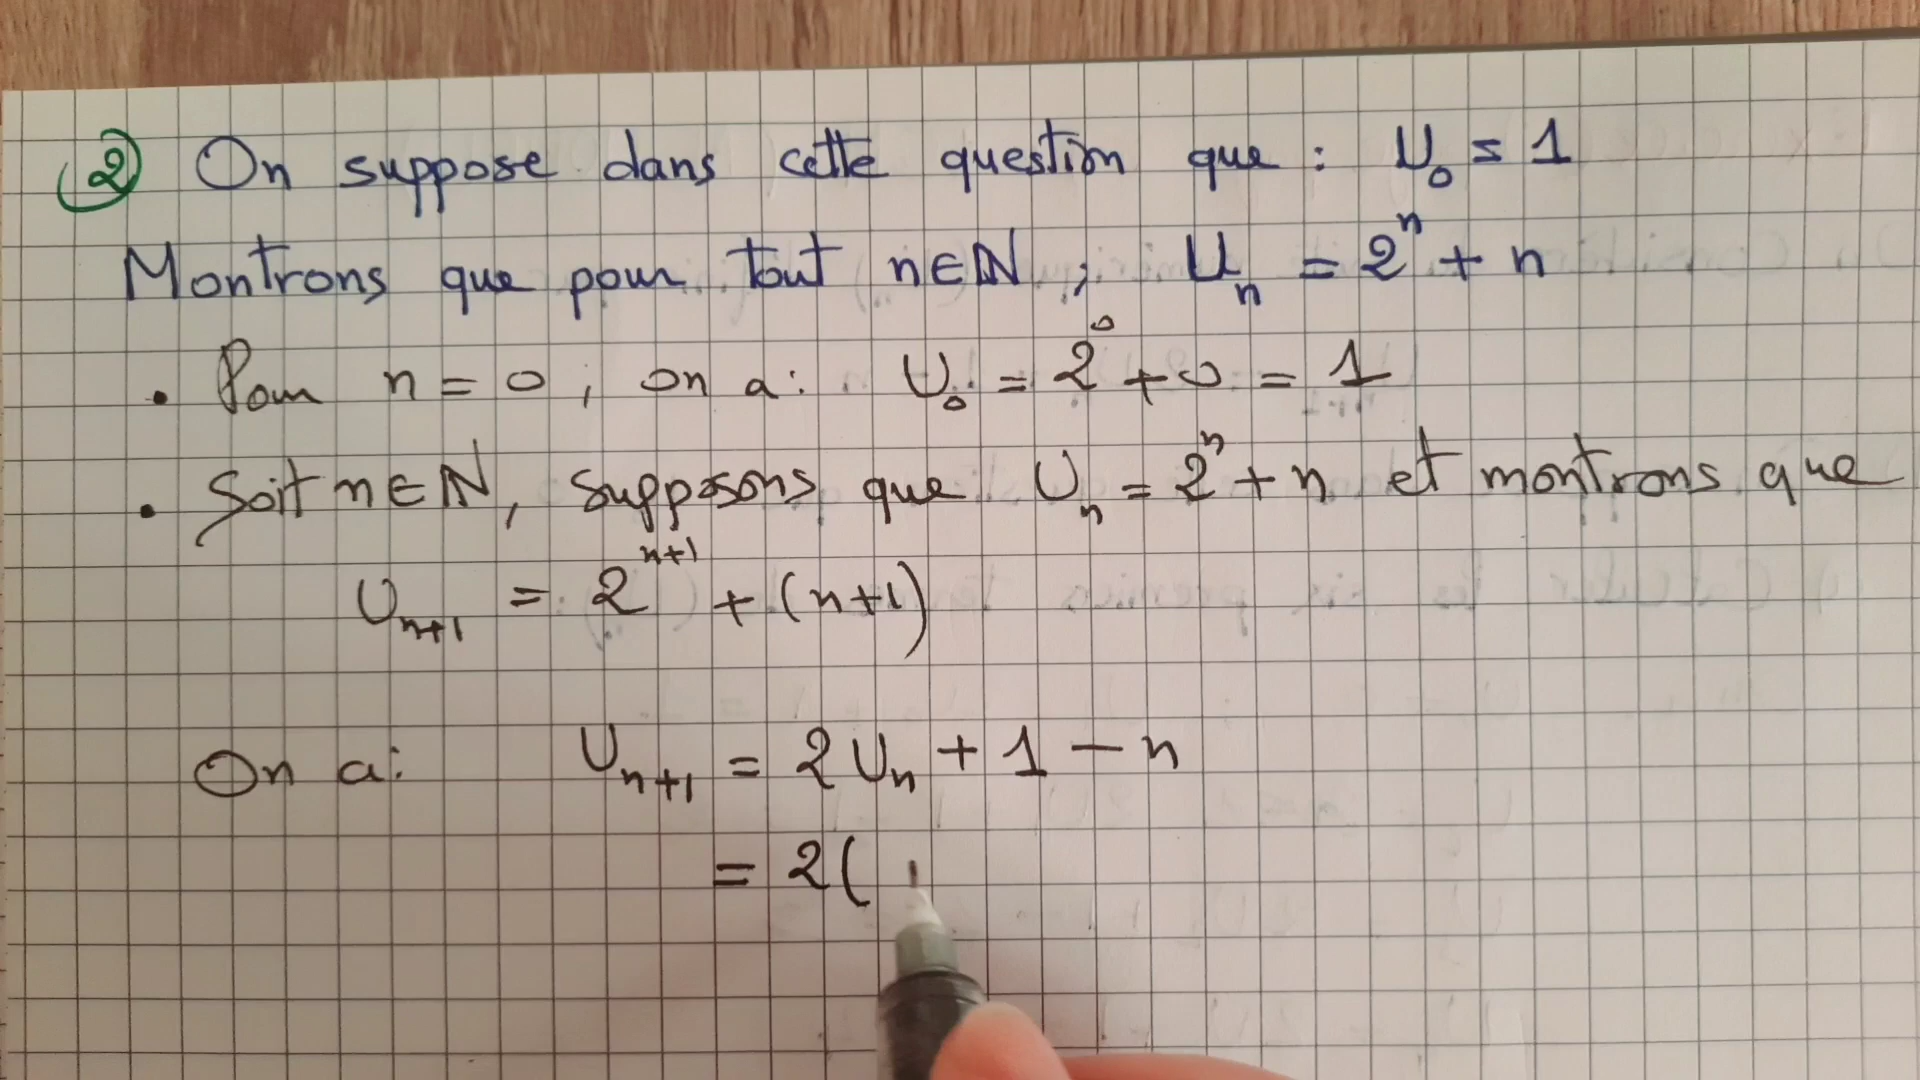 ② On suppose dans cette question que : U₀ = 1
Montrons que pour tout n∈ℕ ; Uₙ = 2ⁿ + n
• Pour n = 0 , on a : U₀ = 2⁰ + 0 = 1
• Soit n∈ℕ, supposons que Uₙ = 2ⁿ + n et montrons que
Uₙ₊₁ = 2ⁿ⁺¹ + (n+1)
On a : Uₙ₊₁ = 2Uₙ + 1 − n
= 2(